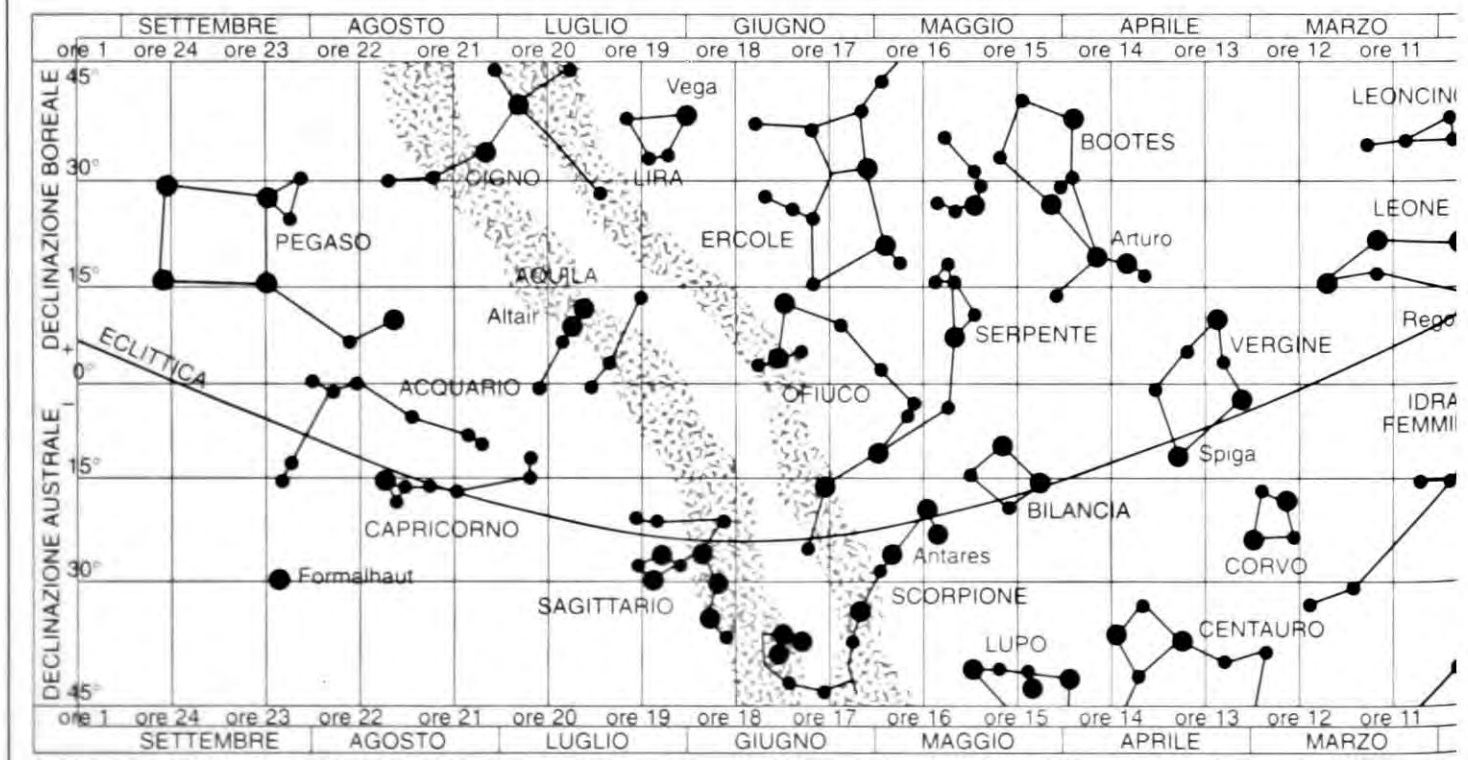 SETTEMBRE AGOSTO LUGLIO GIUGNO MAGGIO APRILE MARZO
ore 1 ore 24 ore 23 ore 22 ore 21 ore 20 ore 19 ore 18 ore 17 ore 16 ore 15 ore 14 ore 13 ore 12 ore 11
DECLINAZIONE BOREALE
DECLINAZIONE AUSTRALE
45°
30°
15°
+
0°
–
15°
30°
45°
Vega
LEONCIN
BOOTES
CIGNO
LIRA
LEONE
PEGASO
ERCOLE
Arturo
AQUILA
Altair
SERPENTE
VERGINE
Rego
ECLITTICA
ACQUARIO
OFIUCO
IDRA
FEMMI
Spiga
CAPRICORNO
BILANCIA
Antares
CORVO
Formalhaut
SAGITTARIO
SCORPIONE
CENTAURO
LUPO
ore 1 ore 24 ore 23 ore 22 ore 21 ore 20 ore 19 ore 18 ore 17 ore 16 ore 15 ore 14 ore 13 ore 12 ore 11
SETTEMBRE AGOSTO LUGLIO GIUGNO MAGGIO APRILE MARZO